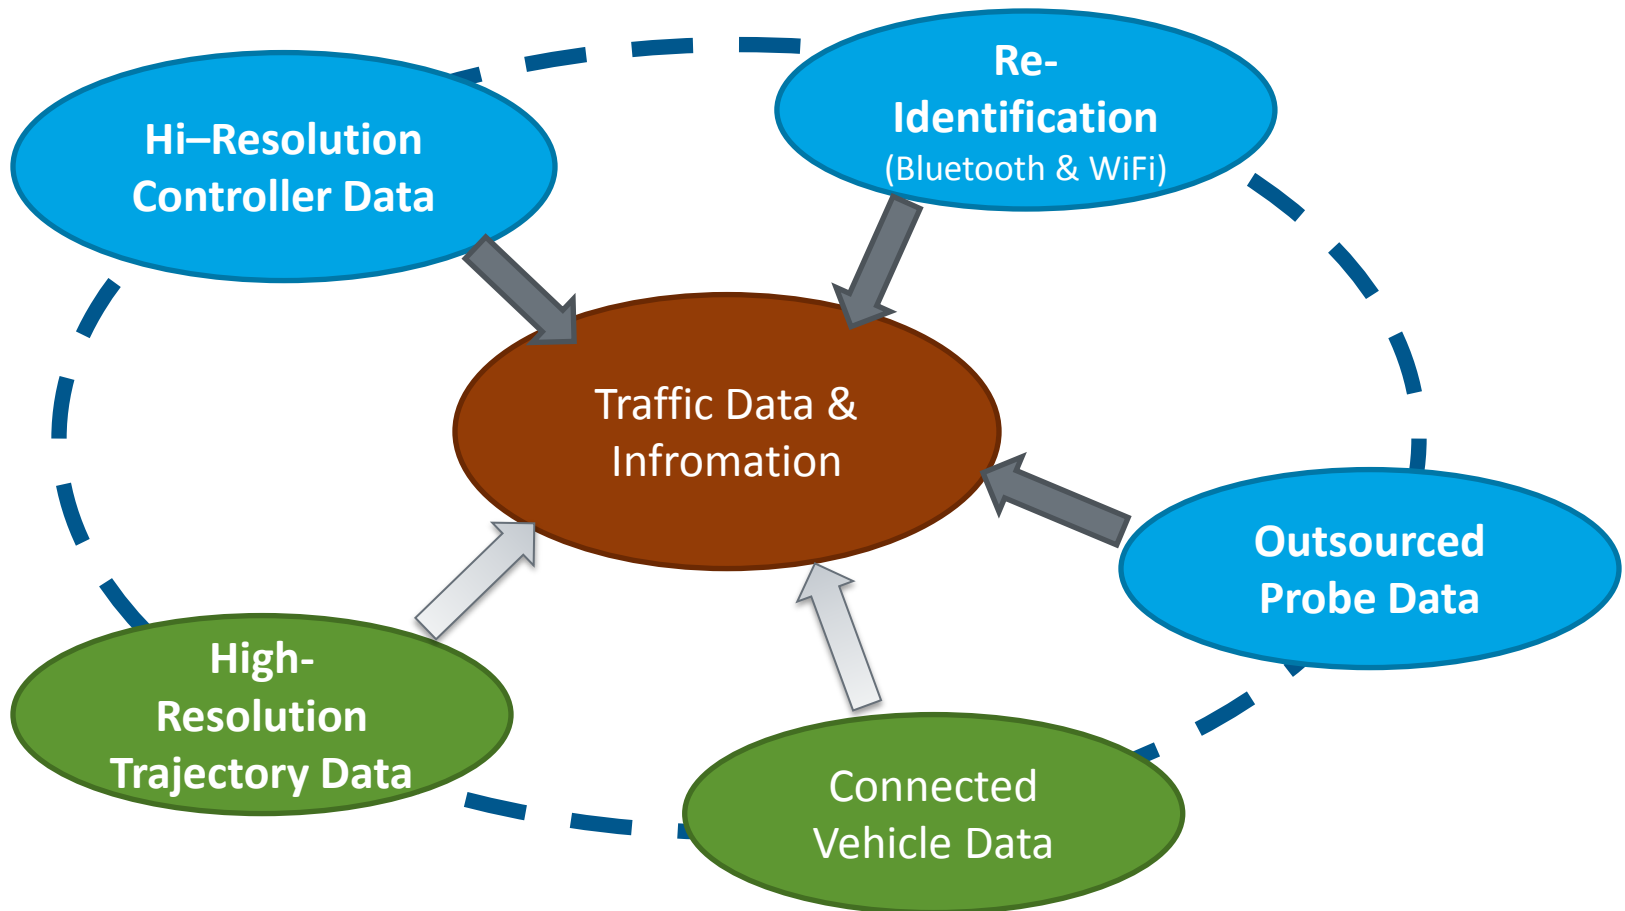 Hi–Resolution
Controller Data
Re-
Identification
(Bluetooth & WiFi)
Traffic Data &
Infromation
Outsourced
Probe Data
High-
Resolution
Trajectory Data
Connected
Vehicle Data